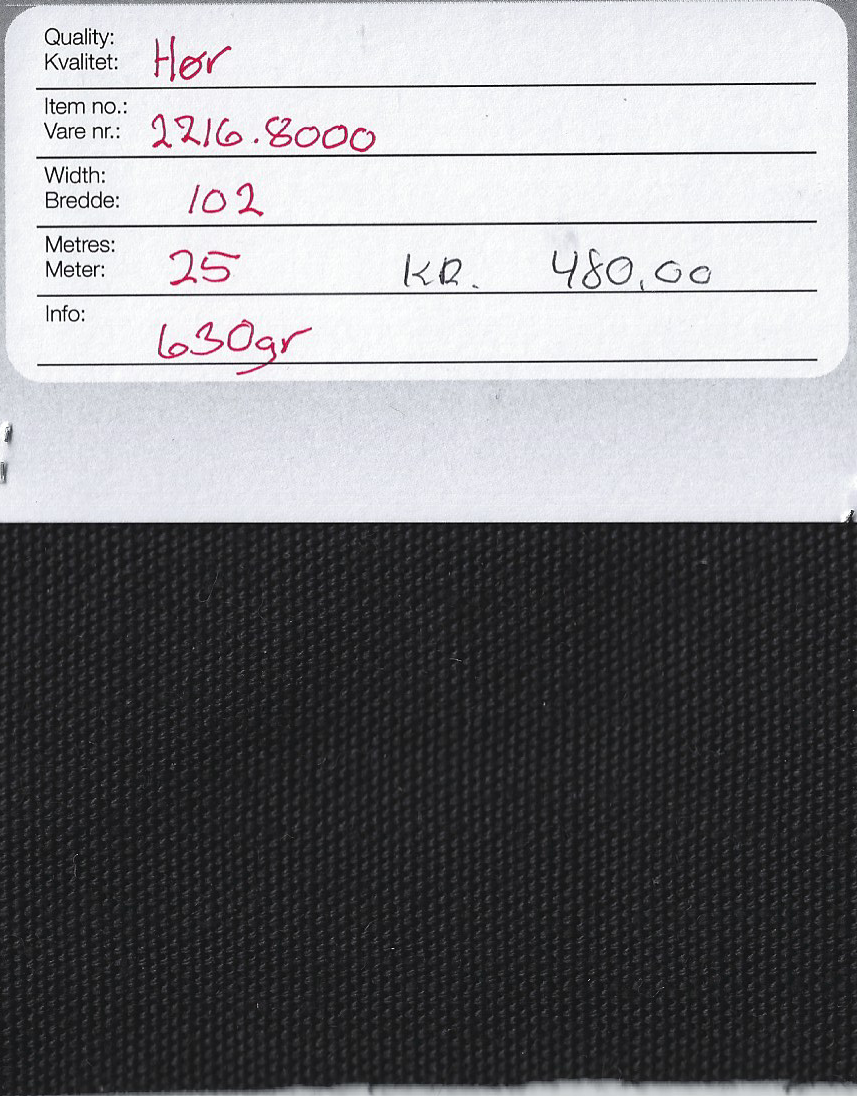 Quality:
Kvalitet: Hør
Item no.:
Vare nr.: 2216.8000
Width:
Bredde: 102
Metres:
Meter: 25 KR. 480,00
Info:
630gr